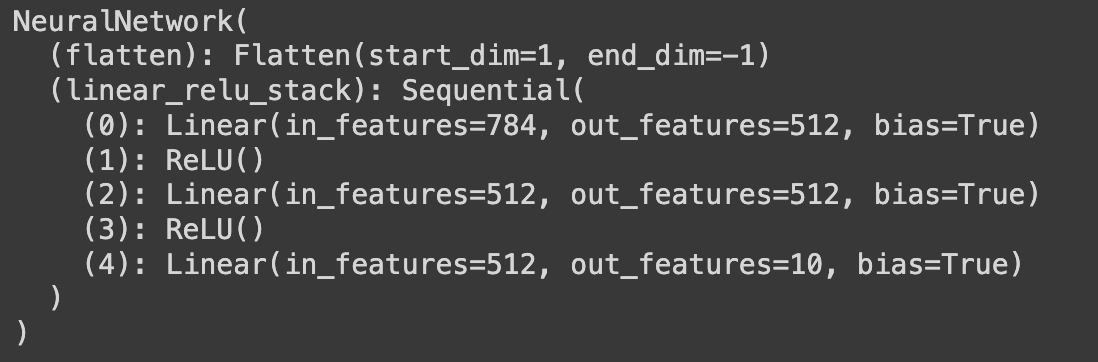 NeuralNetwork(
  (flatten): Flatten(start_dim=1, end_dim=-1)
  (linear_relu_stack): Sequential(
    (0): Linear(in_features=784, out_features=512, bias=True)
    (1): ReLU()
    (2): Linear(in_features=512, out_features=512, bias=True)
    (3): ReLU()
    (4): Linear(in_features=512, out_features=10, bias=True)
  )
)